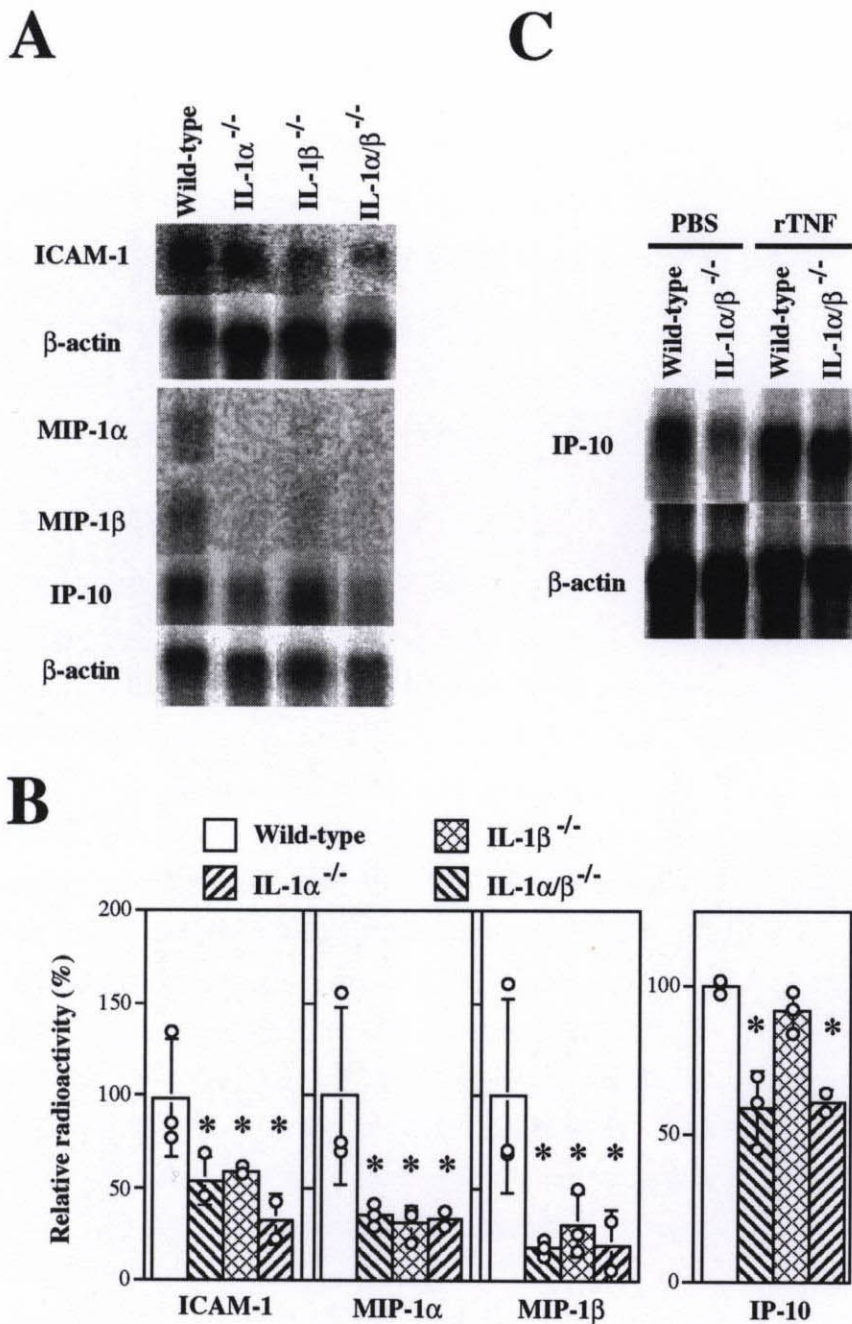 A
Wild-type
IL-1α -/-
IL-1β -/-
IL-1α/β -/-
ICAM-1
β-actin
MIP-1α
MIP-1β
IP-10
β-actin
C
PBS rTNF
Wild-type
IL-1α/β -/-
Wild-type
IL-1α/β -/-
IP-10
β-actin
B
Wild-type
IL-1β -/-
IL-1α -/-
IL-1α/β -/-
Relative radioactivity (%)
200
150
100
50
0
* * *
ICAM-1
* * *
MIP-1α
* * *
MIP-1β
100
50
0
* *
IP-10